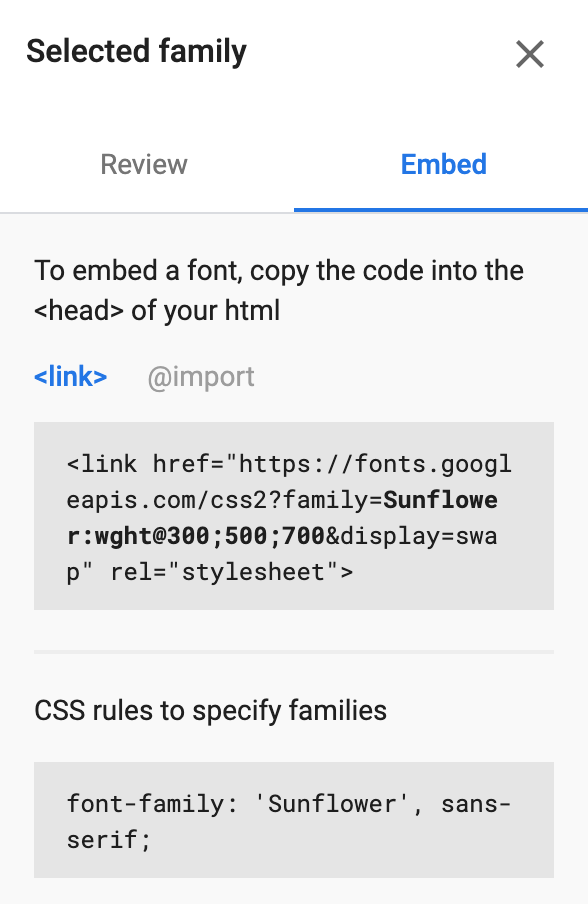 Selected family
Review
Embed
To embed a font, copy the code into the
<head> of your html
<link>
@import
<link href="https://fonts.googl
eapis.com/css2?family=Sunflowe
r:wght@300;500;700&display=swa
p" rel="stylesheet">
CSS rules to specify families
font-family: 'Sunflower', sans-
serif;